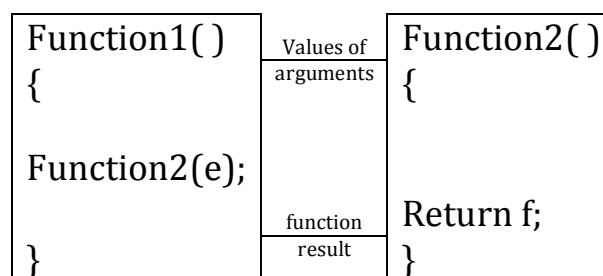 Function1( )
{
Function2(e);
}
Values of
arguments
function
result
Function2( )
{
Return f;
}